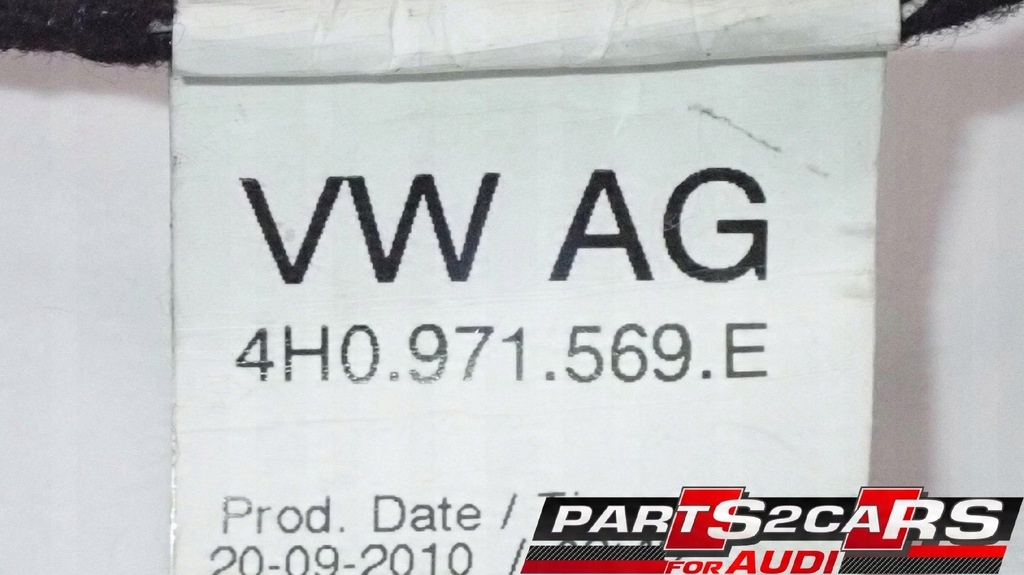 VW AG
4H0.971.569.E
Prod. Date /
20-09-2010 /
PARTS2CARS
FOR AUDI